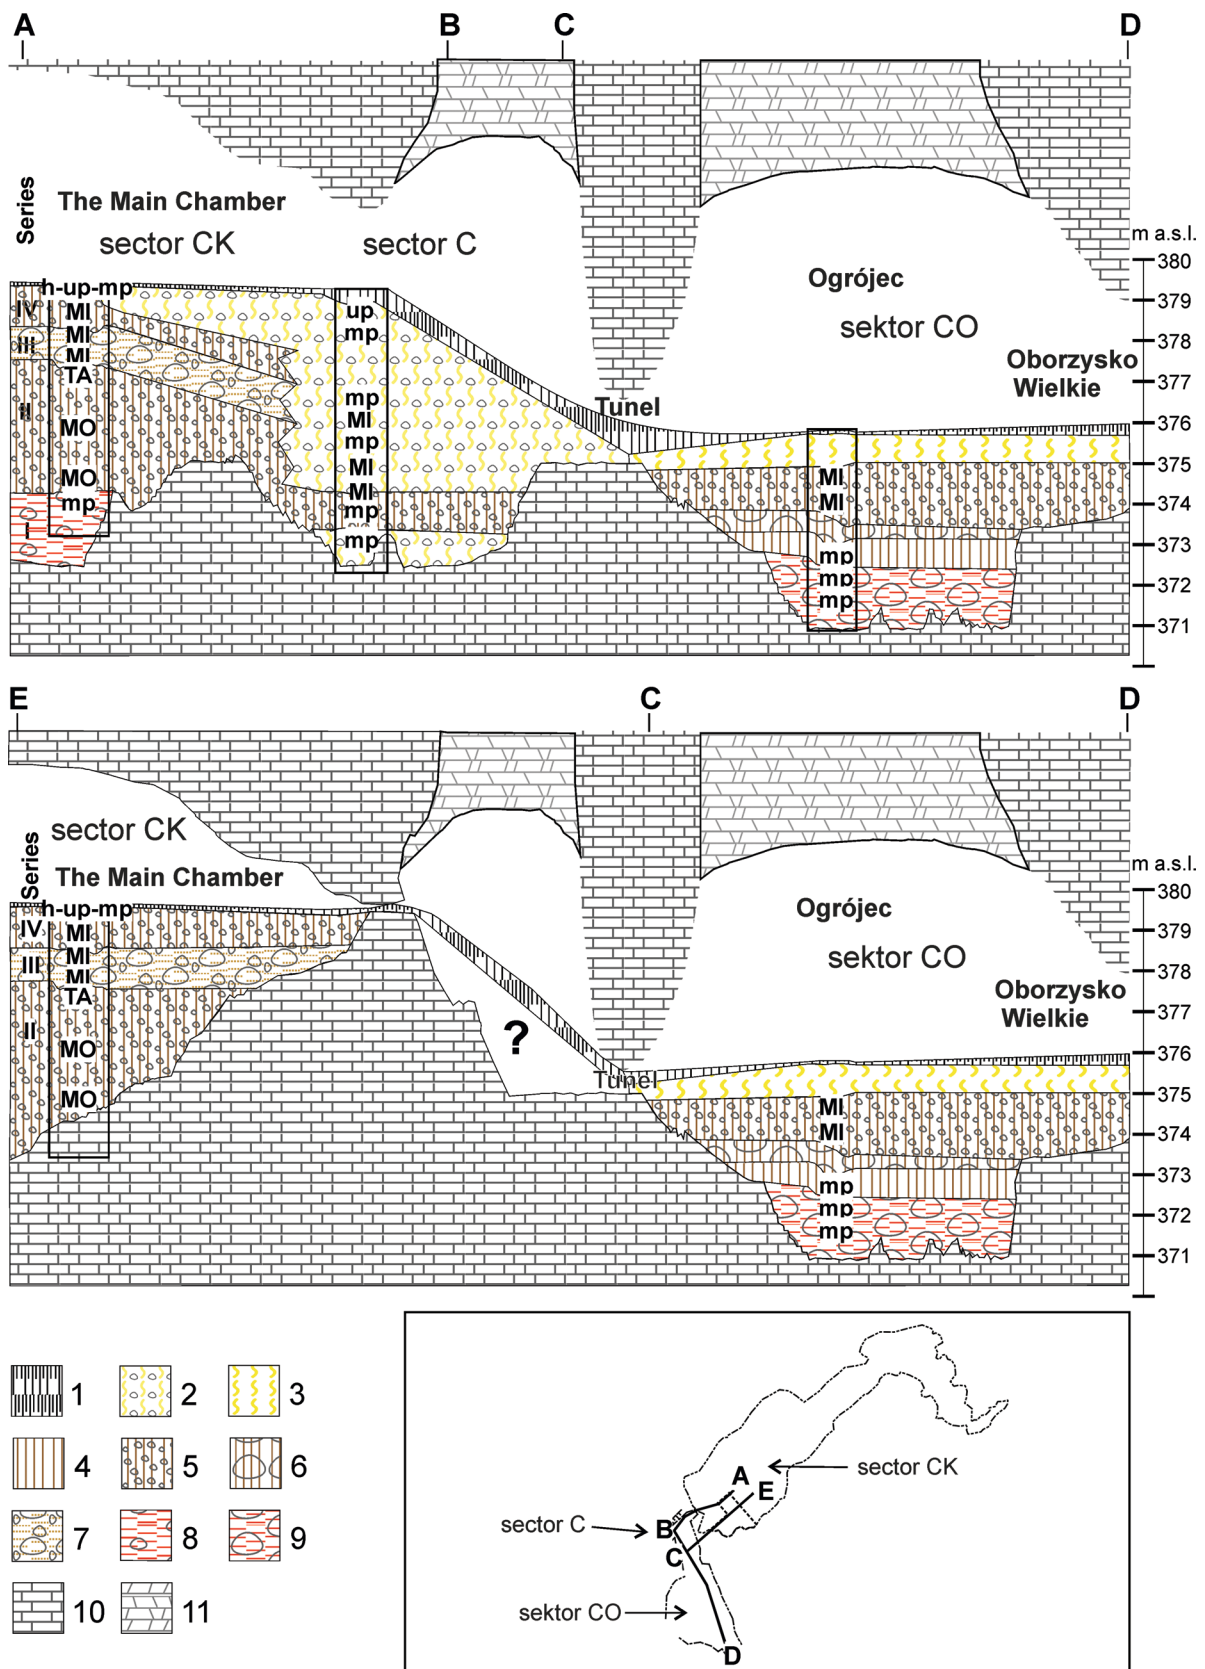 A B C D
Series
The Main Chamber
sector CK
sector C
m a.s.l.
380
379
378
377
376
375
374
373
372
371
Ogrójec
sektor CO
Oborzysko
Wielkie
Tunel
h-up-mp
IV
MI
MI
III
MI
TA
II
MO
MO
mp
I
up
mp
mp
MI
mp
MI
MI
mp
mp
MI
MI
mp
mp
mp
E C D
Series
sector CK
The Main Chamber
m a.s.l.
380
379
378
377
376
375
374
373
372
371
Ogrójec
sektor CO
Oborzysko
Wielkie
Tunel
?
h-up-mp
IV
MI
MI
III
MI
TA
II
MO
MO
MI
MI
mp
mp
mp
1 2 3
4 5 6
7 8 9
10 11
A
E
sector CK
sector C
B
C
sektor CO
D